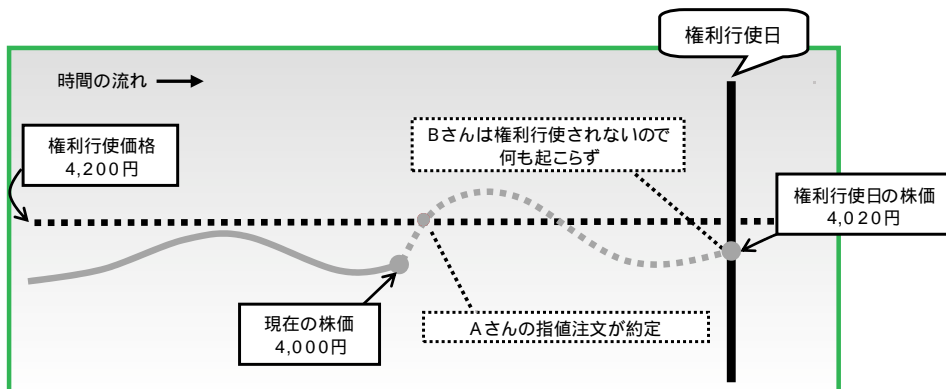 権利行使日
時間の流れ
権利行使価格
4,200円
Bさんは権利行使されないので
何も起こらず
権利行使日の株価
4,020円
現在の株価
4,000円
Aさんの指値注文が約定